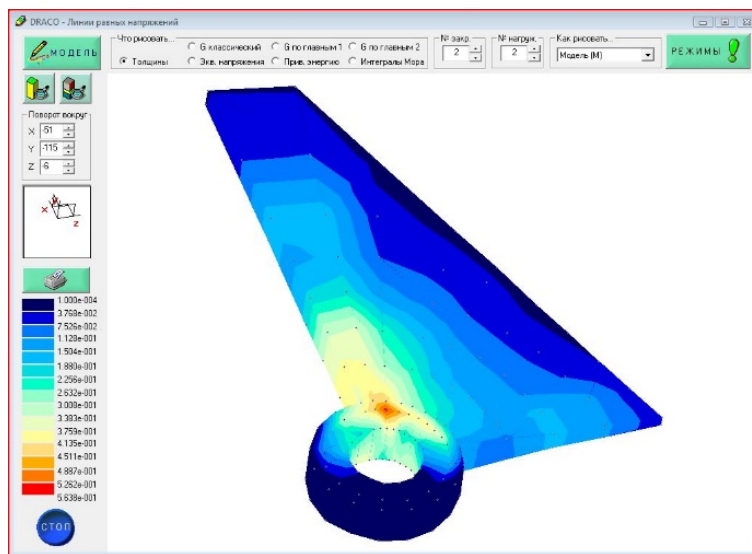 DRACO - Линии равных напряжений
МОДЕЛЬ
Что рисовать...
G классический
G по главным 1
G по главным 2
Толщины
Экв. напряжения
Прив. энергию
Интегралы Мора
№ закр.
2
№ нагруж.
2
Как рисовать...
Модель (М)
РЕЖИМЫ
Поворот вокруг
X -51
Y -115
Z -6
X
Z
1.000e-004
3.768e-002
7.526e-002
1.128e-001
1.504e-001
1.880e-001
2.256e-001
2.632e-001
3.008e-001
3.383e-001
3.759e-001
4.135e-001
4.511e-001
4.887e-001
5.262e-001
5.638e-001
СТОП